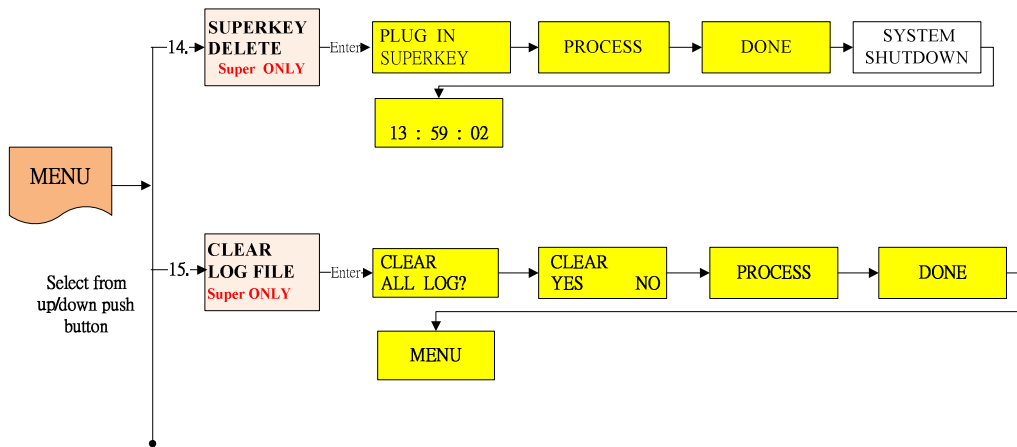 14.
SUPERKEY
DELETE
Super ONLY
Enter
PLUG IN
SUPERKEY
PROCESS
DONE
SYSTEM
SHUTDOWN
13 : 59 : 02
MENU
Select from
up/down push
button
15.
CLEAR
LOG FILE
Super ONLY
Enter
CLEAR
ALL LOG?
CLEAR
YES NO
PROCESS
DONE
MENU